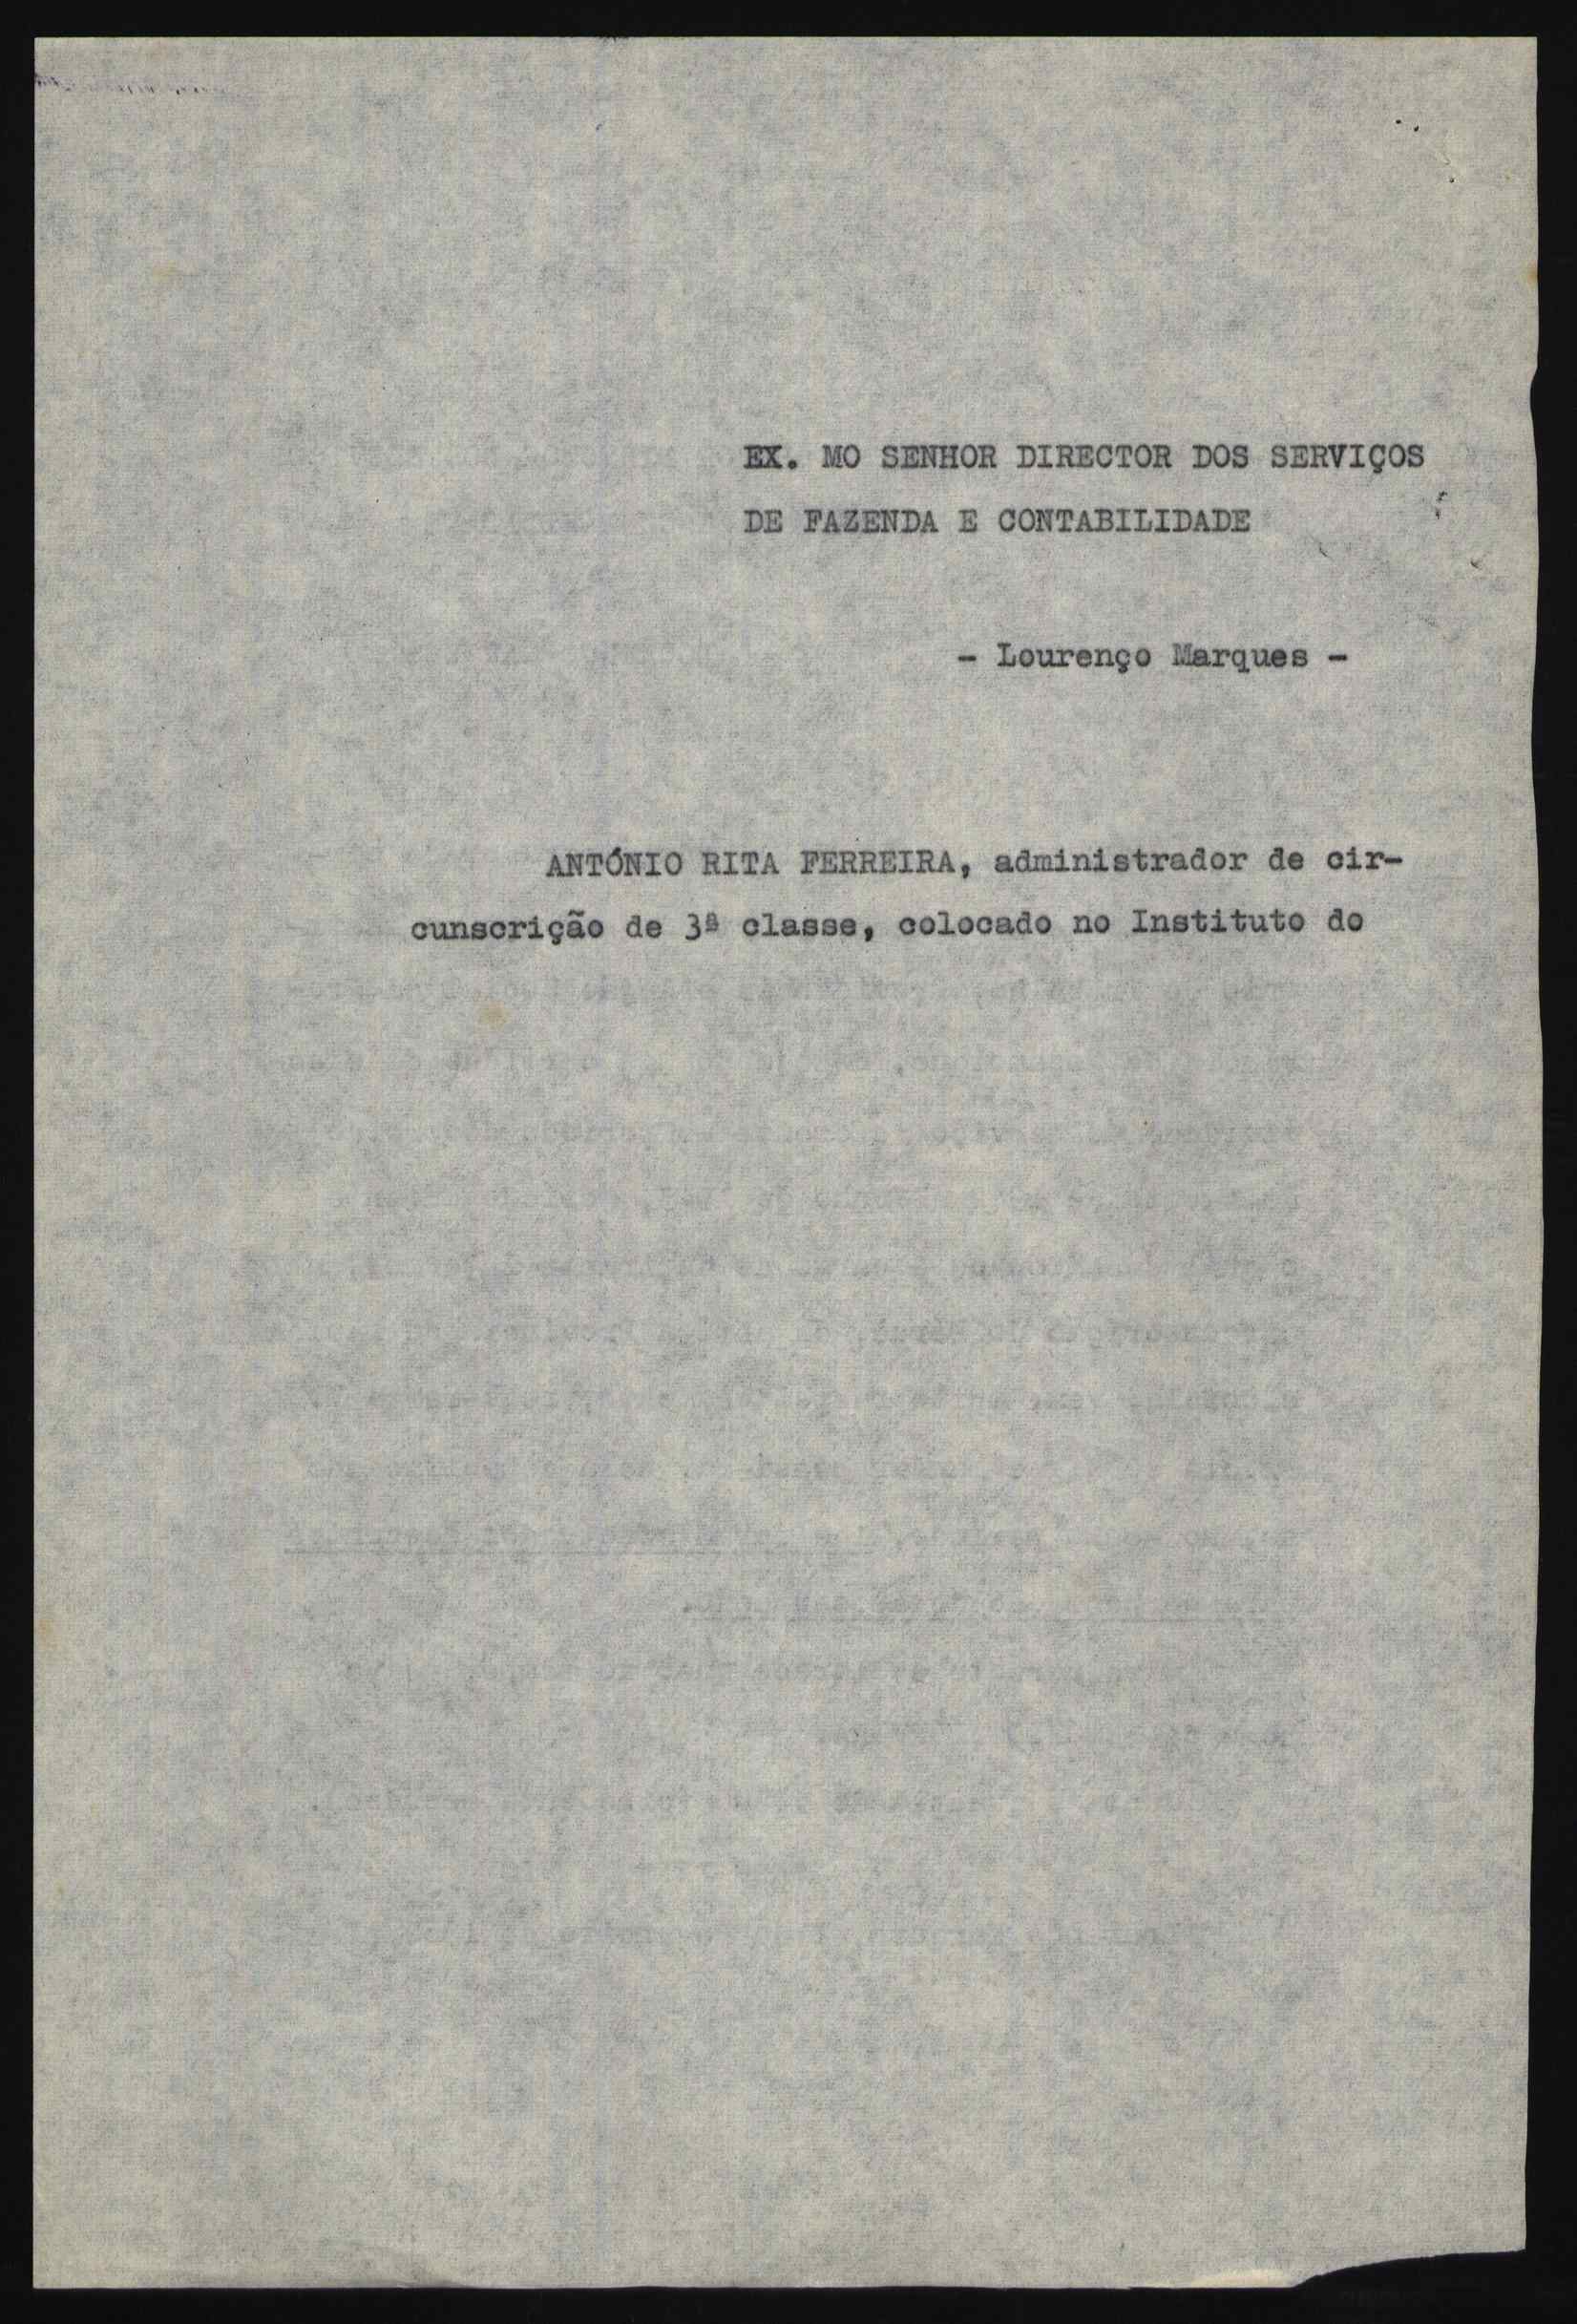 EX. MO SENHOR DIRECTOR DOS SERVIÇOS
DE FAZENDA E CONTABILIDADE
- Lourenço Marques -
ANTÓNIO RITA FERREIRA, administrador de cir-
cunscrição de 3ª classe, colocado no Instituto do